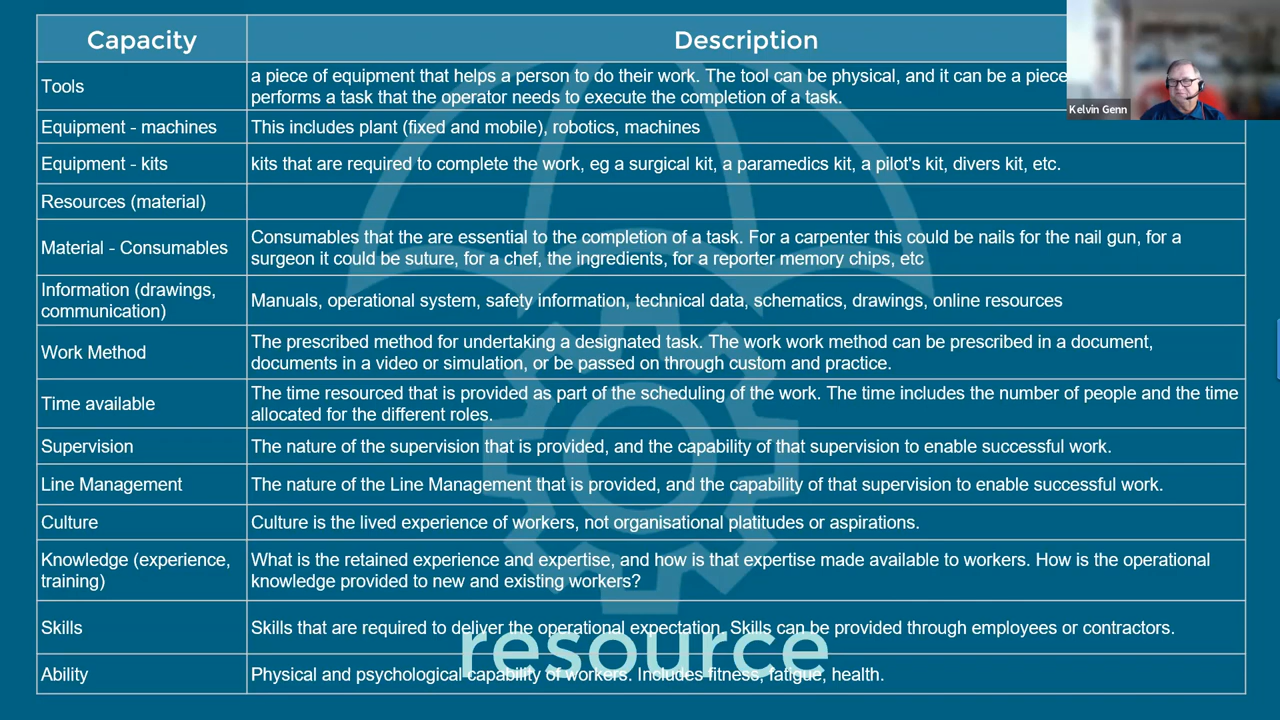 Capacity
Description
Tools
a piece of equipment that helps a person to do their work. The tool can be physical, and it can be a piece
performs a task that the operator needs to execute the completion of a task.
Kelvin Genn
Equipment - machines
This includes plant (fixed and mobile), robotics, machines
Equipment - kits
kits that are required to complete the work, eg a surgical kit, a paramedics kit, a pilot's kit, divers kit, etc.
Resources (material)
Material - Consumables
Consumables that the are essential to the completion of a task. For a carpenter this could be nails for the nail gun, for a
surgeon it could be suture, for a chef, the ingredients, for a reporter memory chips, etc
Information (drawings,
communication)
Manuals, operational system, safety information, technical data, schematics, drawings, online resources
Work Method
The prescribed method for undertaking a designated task. The work work method can be prescribed in a document,
documents in a video or simulation, or be passed on through custom and practice.
Time available
The time resourced that is provided as part of the scheduling of the work. The time includes the number of people and the time
allocated for the different roles.
Supervision
The nature of the supervision that is provided, and the capability of that supervision to enable successful work.
Line Management
The nature of the Line Management that is provided, and the capability of that supervision to enable successful work.
Culture
Culture is the lived experience of workers, not organisational platitudes or aspirations.
Knowledge (experience,
training)
What is the retained experience and expertise, and how is that expertise made available to workers. How is the operational
knowledge provided to new and existing workers?
Skills
Skills that are required to deliver the operational expectation. Skills can be provided through employees or contractors.
resource
Ability
Physical and psychological capability of workers. Includes fitness, fatigue, health.